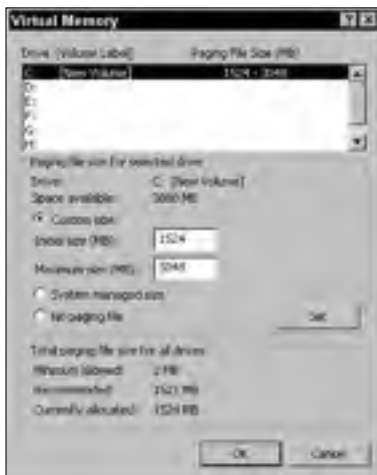 Virtual Memory
Drive [Volume Label] Paging File Size (MB)
C: [New Volume] 1524 - 3048
D:
E:
F:
G:
H:
Paging file size for selected drive
Drive: C: [New Volume]
Space available: MB
Custom size:
Initial size (MB): 1524
Maximum size (MB): 3048
System managed size
No paging file
Set
Total paging file size for all drives
Minimum allowed: 2 MB
Recommended: MB
Currently allocated: 1524 MB
OK Cancel